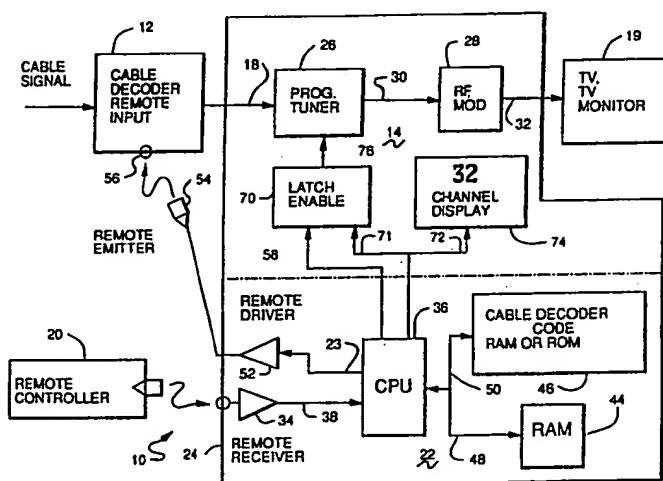 12
26
28
19
CABLE
SIGNAL
CABLE
DECODER
REMOTE
INPUT
18
PROG.
TUNER
30
RF
MOD
32
TV,
TV
MONITOR
56
54
78
14
70
LATCH
ENABLE
32
CHANNEL
DISPLAY
71
72
74
REMOTE
EMITTER
58
REMOTE
DRIVER
36
CABLE DECODER
CODE
RAM OR ROM
20
23
52
CPU
50
46
REMOTE
CONTROLLER
34
38
RAM
44
10
24
REMOTE
RECEIVER
22
48